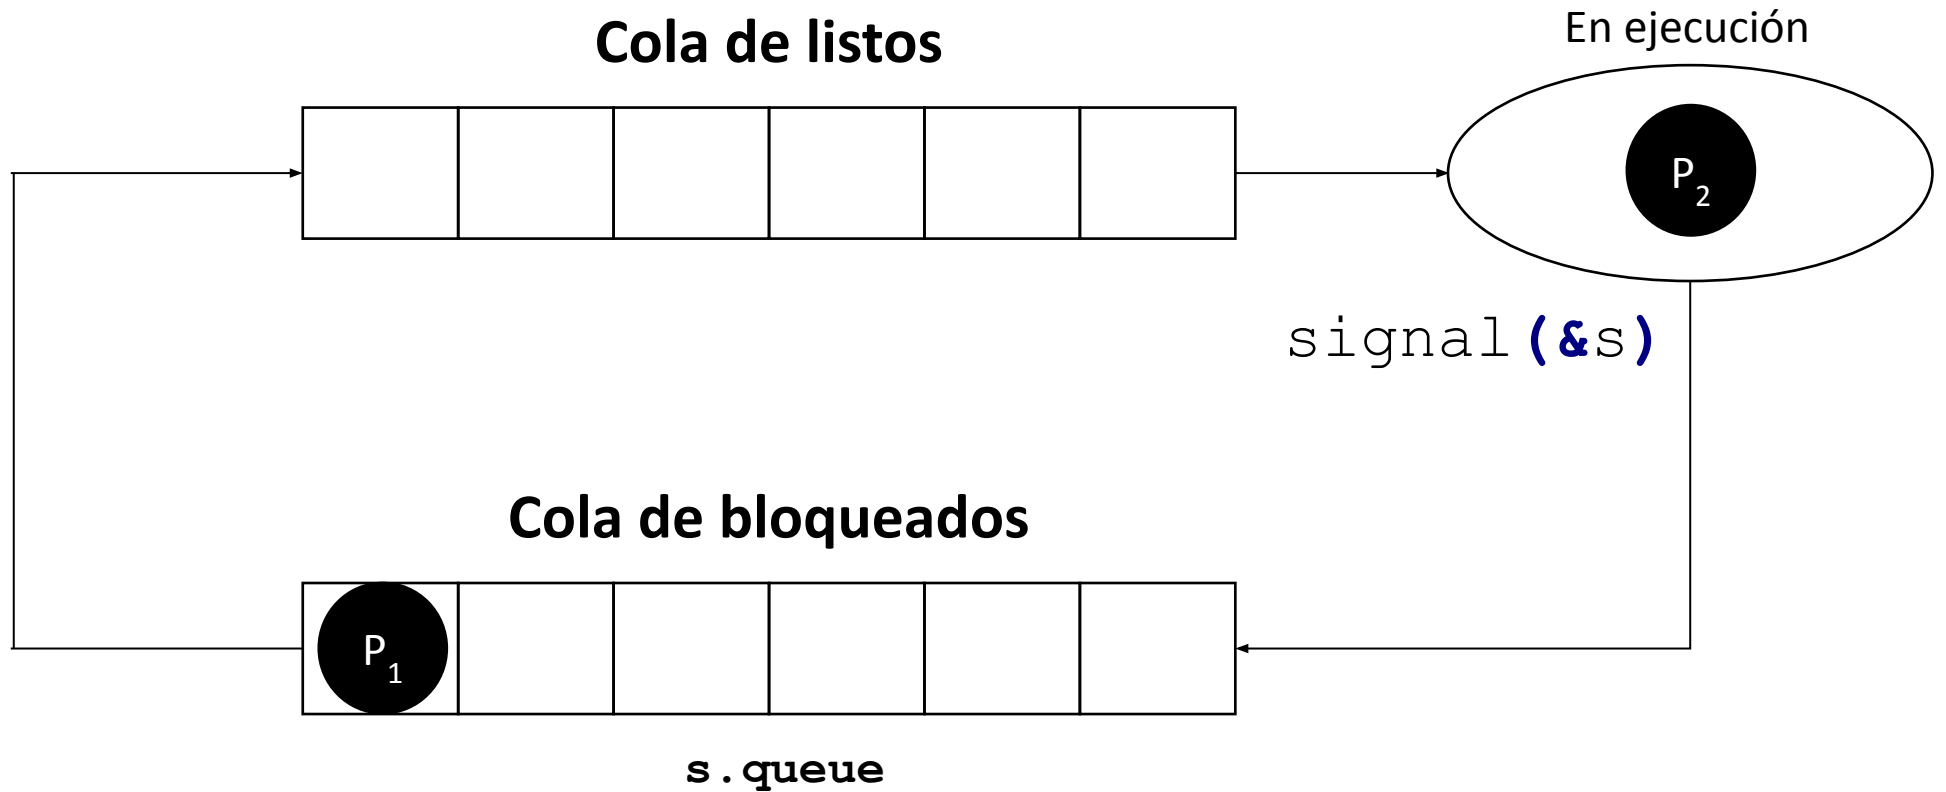 Cola de listos
En ejecución
P2
signal(&s)
Cola de bloqueados
P1
s.queue